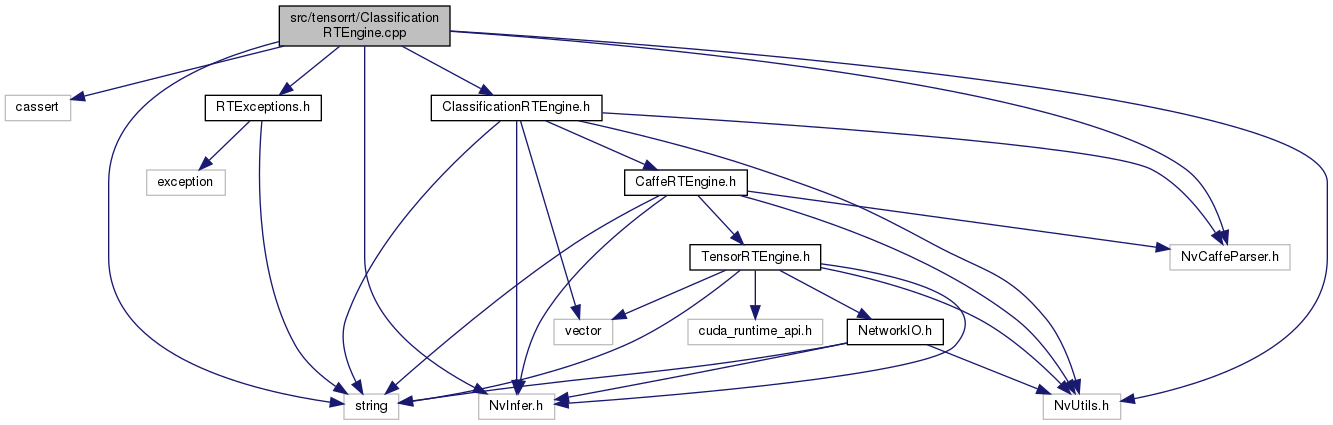 src/tensorrt/Classification
RTEngine.cpp
cassert
RTExceptions.h
ClassificationRTEngine.h
exception
CaffeRTEngine.h
TensorRTEngine.h
NvCaffeParser.h
vector
cuda_runtime_api.h
NetworkIO.h
string
NvInfer.h
NvUtils.h